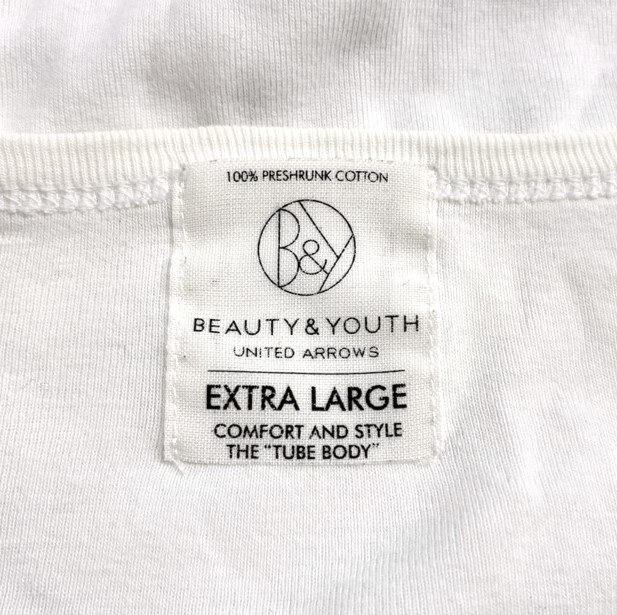 100% PRESHRUNK COTTON
B&Y
BEAUTY & YOUTH
UNITED ARROWS
EXTRA LARGE
COMFORT AND STYLE
THE "TUBE BODY"